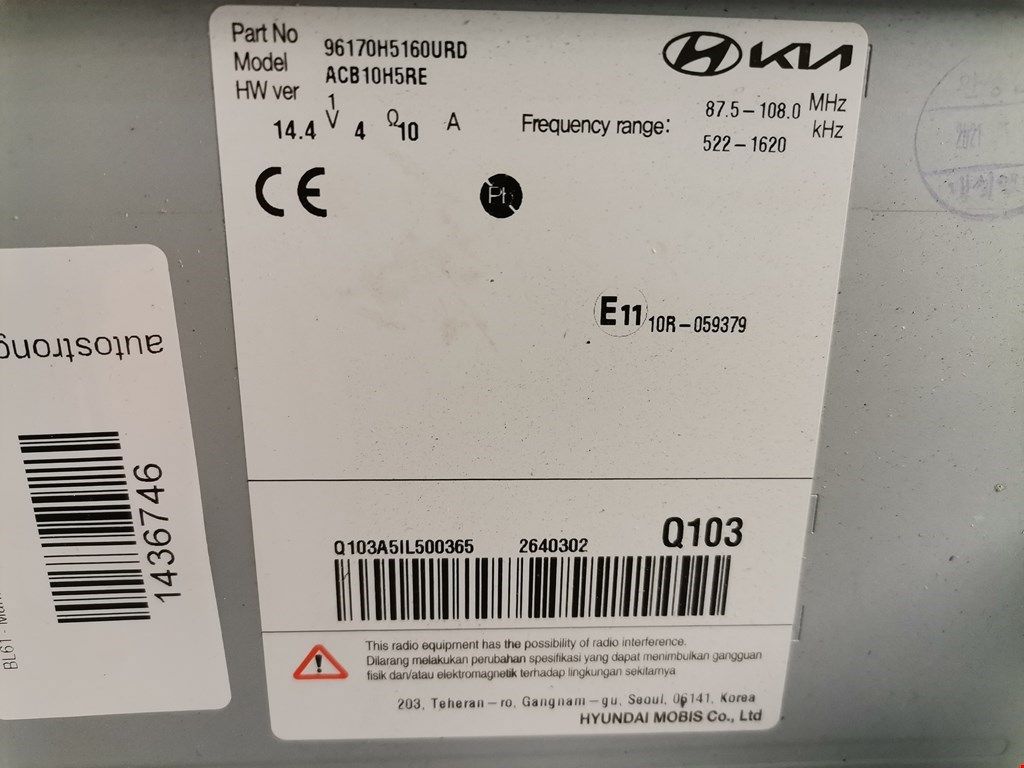 Part No 96170H5160URD
Model ACB10H5RE
HW ver 1
14.4 V 4 Ω 10 A
KIA
Frequency range: 87.5-108.0 MHz
522-1620 kHz
CE
E11 10R-059379
Q103A5IL500365 2640302 Q103
This radio equipment has the possibility of radio interference.
Dilarang melakukan perubahan spesifikasi yang dapat menimbulkan gangguan
fisik dan/atau elektromagnetik terhadap lingkungan sekitarnya
203, Teheran-ro, Gangnam-gu, Seoul, 06141, Korea
HYUNDAI MOBIS Co., Ltd
autostrong
1436746